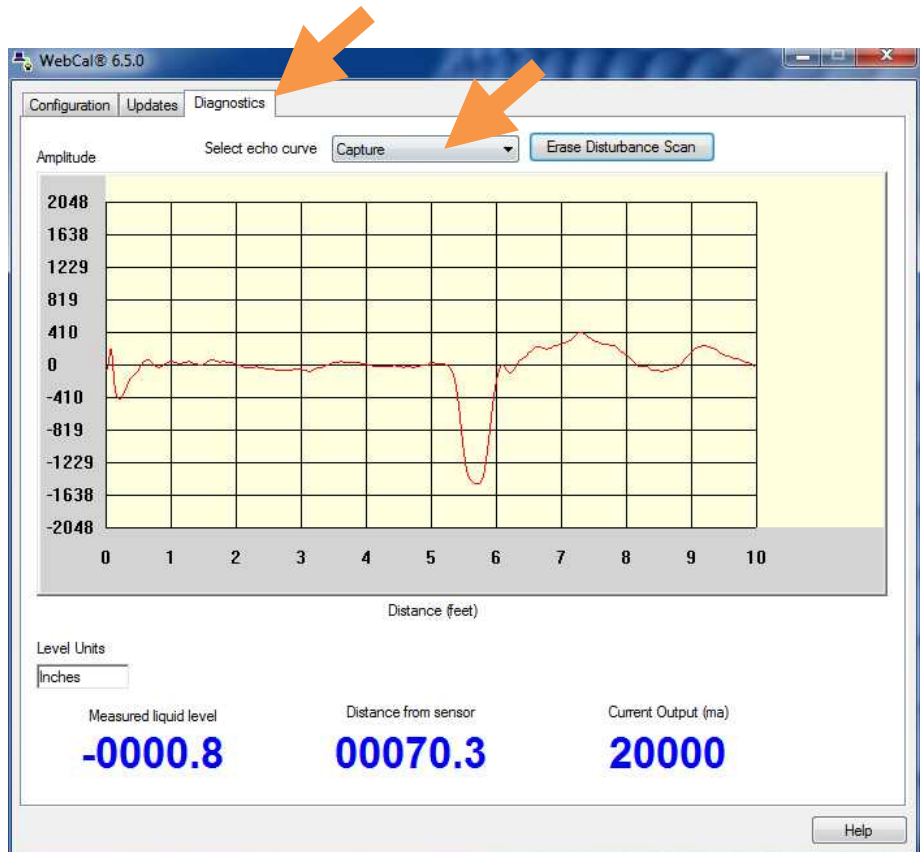 WebCal® 6.5.0
Configuration Updates Diagnostics
Select echo curve Capture Erase Disturbance Scan
Amplitude
2048
1638
1229
819
410
0
-410
-819
-1229
-1638
-2048
0 1 2 3 4 5 6 7 8 9 10
Distance (feet)
Level Units
Inches
Measured liquid level Distance from sensor Current Output (ma)
-0000.8 00070.3 20000
Help